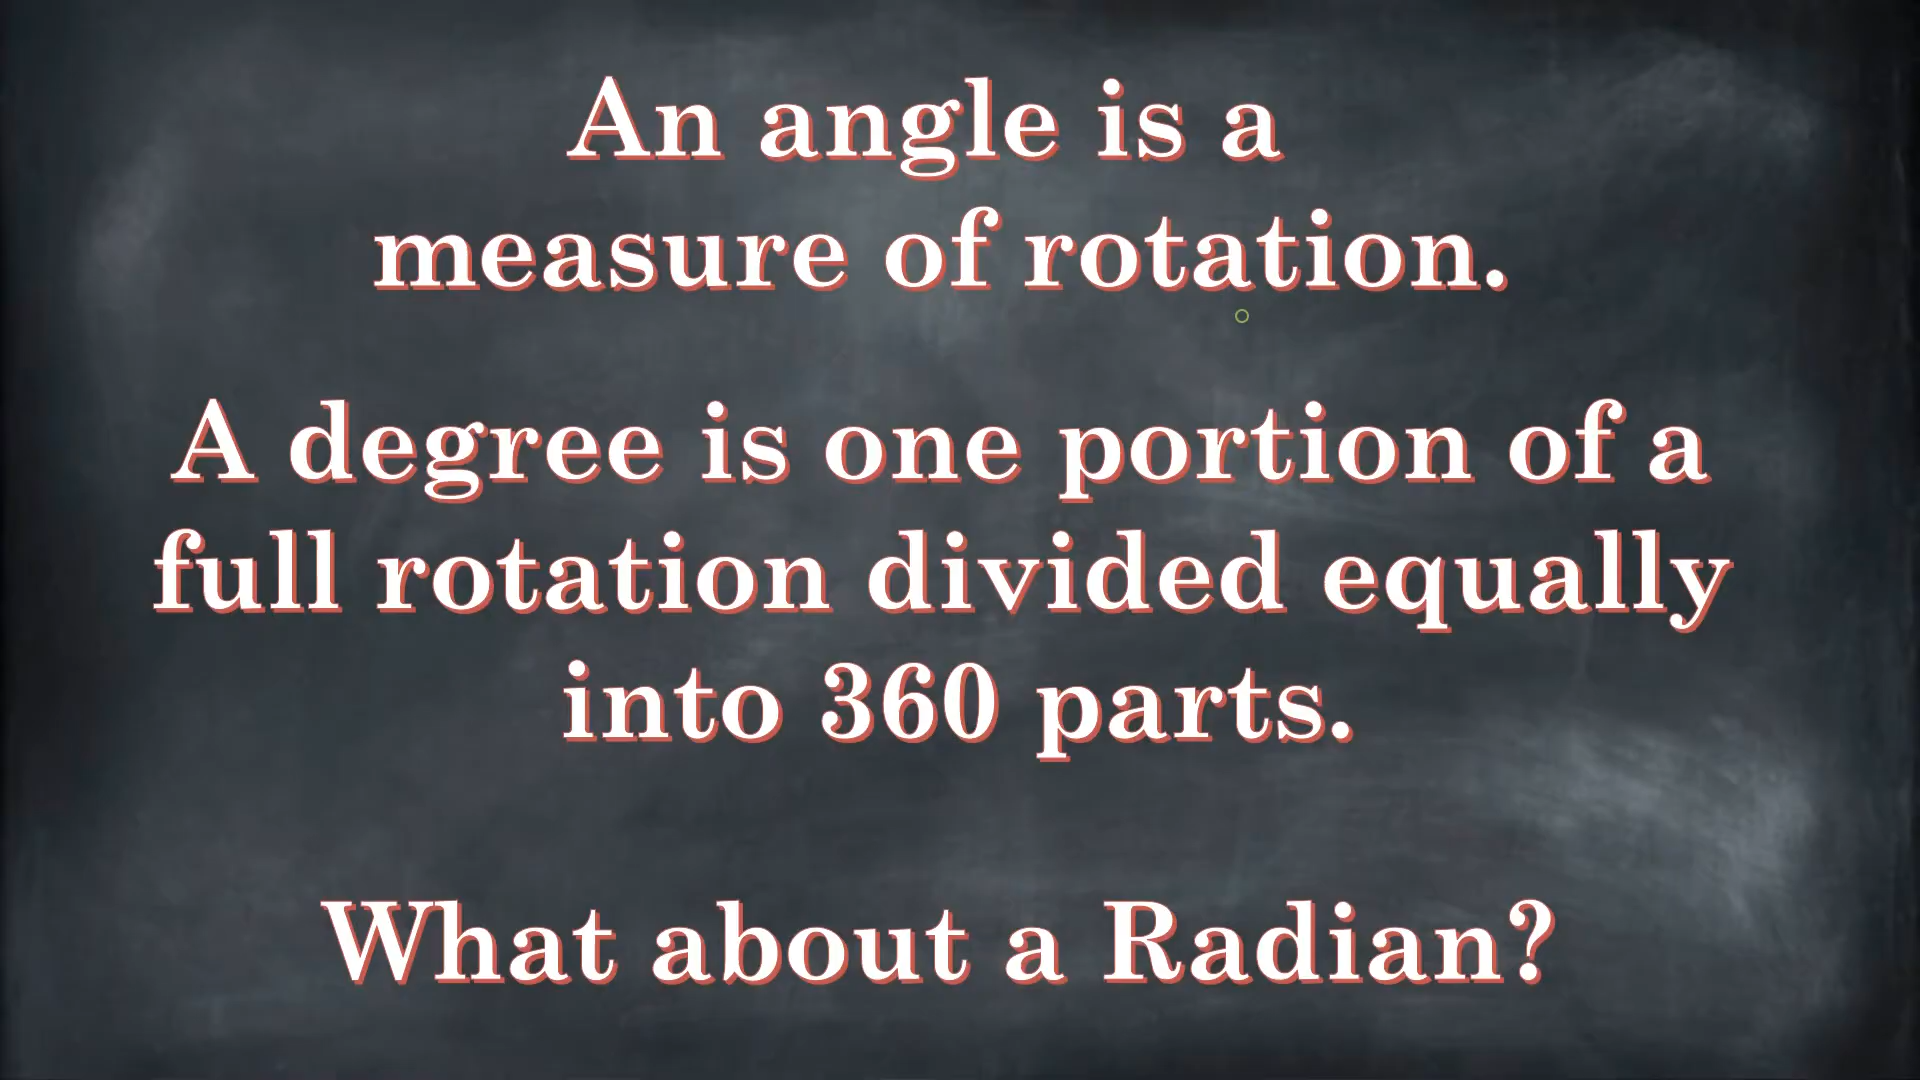 An angle is a
measure of rotation.
A degree is one portion of a
full rotation divided equally
into 360 parts.
What about a Radian?